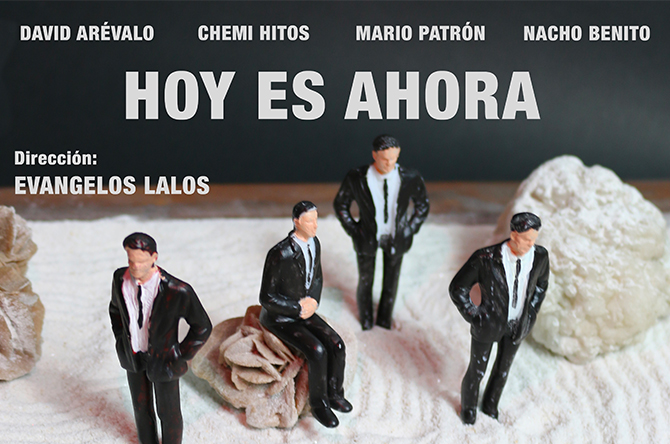 DAVID ARÉVALO CHEMI HITOS MARIO PATRÓN NACHO BENITO
HOY ES AHORA
Dirección:
EVANGELOS LALOS